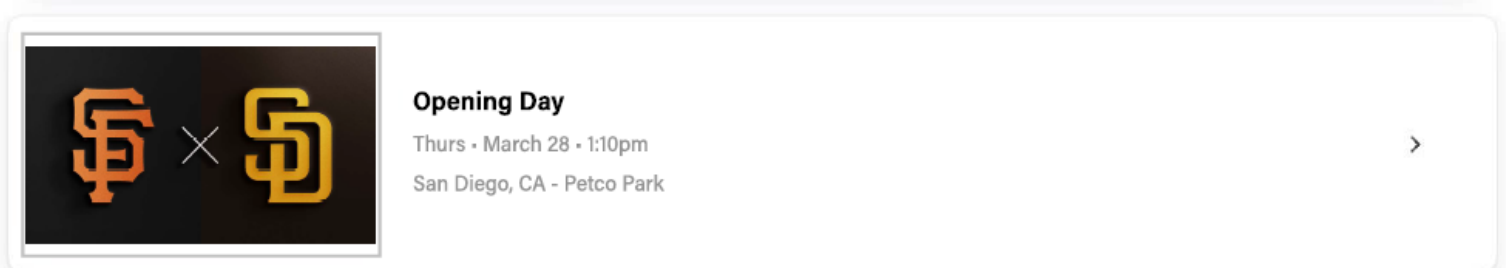 SF × SD
Opening Day
Thurs • March 28 • 1:10pm
San Diego, CA - Petco Park